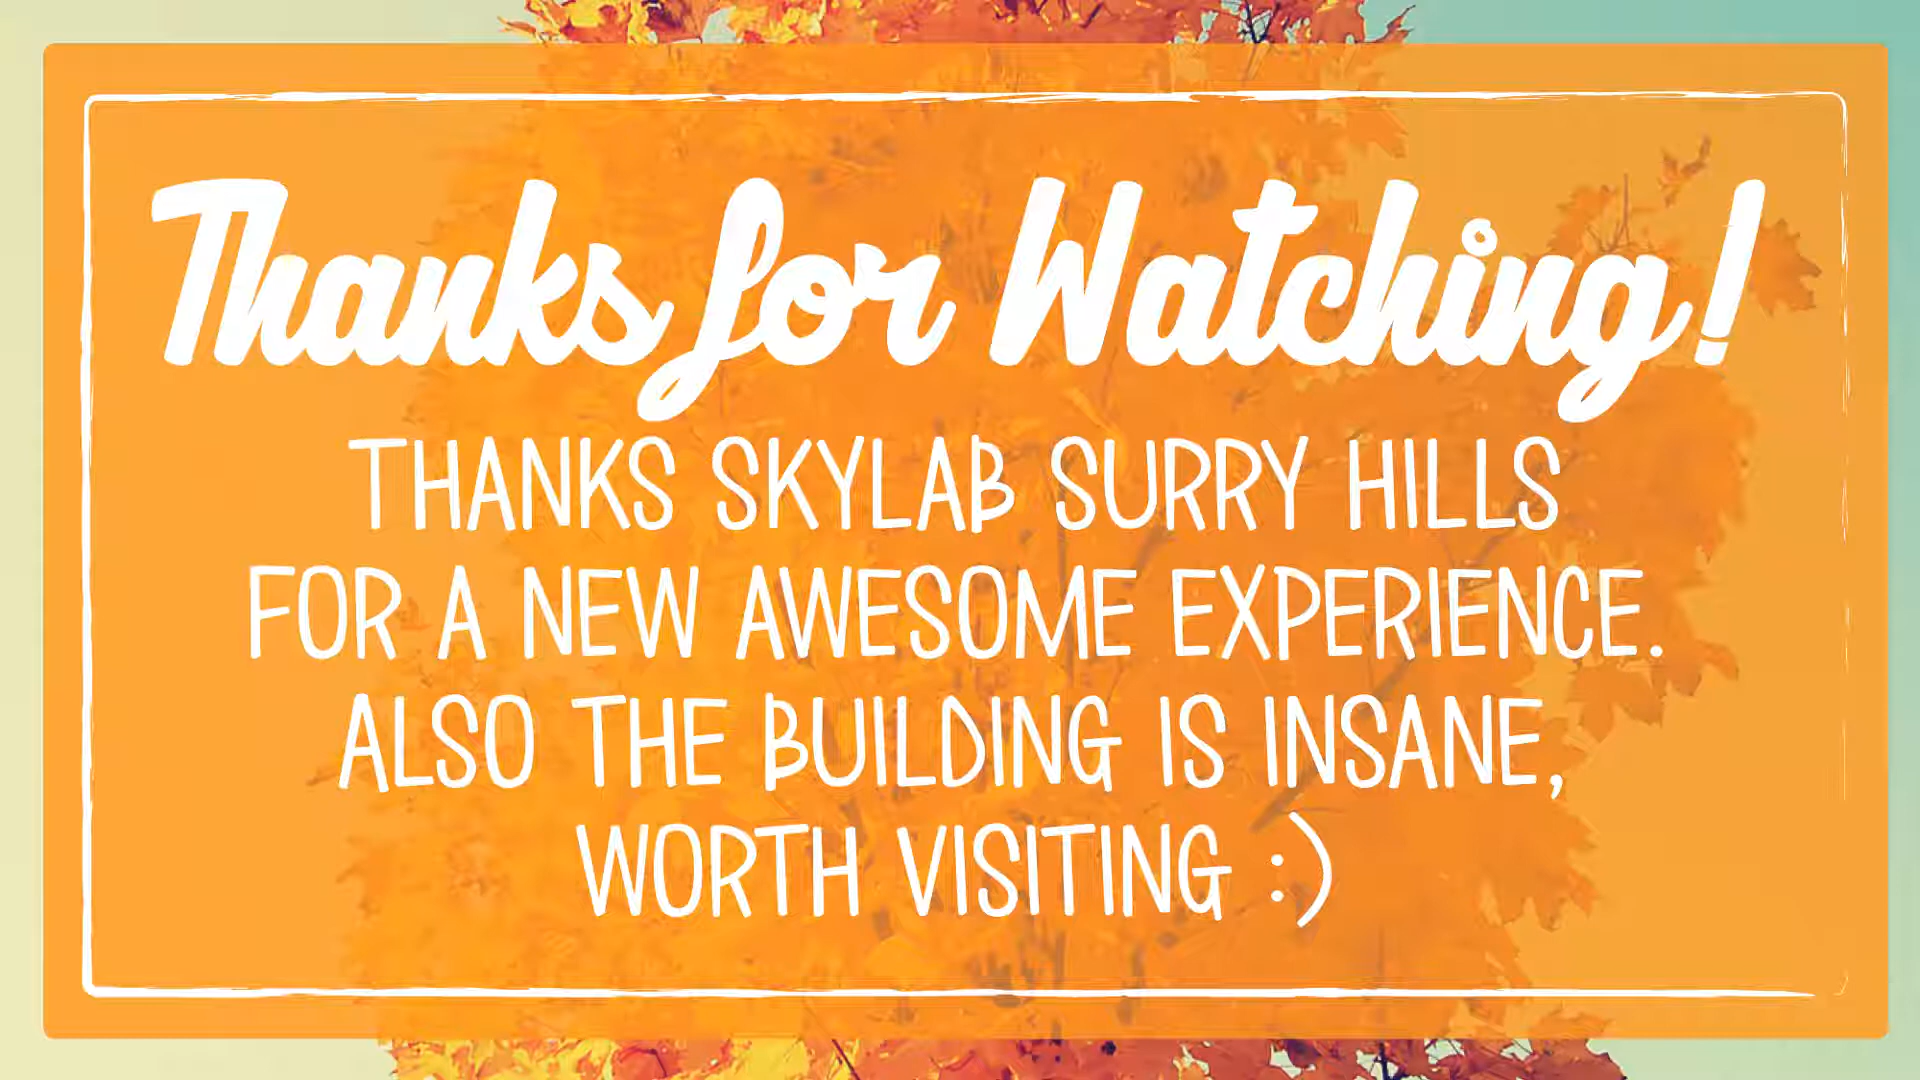 Thanks for Watching!
THANKS SKYLAB SURRY HILLS
FOR A NEW AWESOME EXPERIENCE.
ALSO THE BUILDING IS INSANE,
WORTH VISITING :)